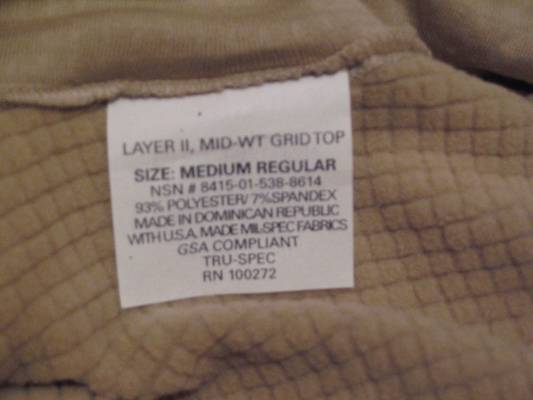 LAYER II, MID-WT GRID TOP
SIZE: MEDIUM REGULAR
NSN # 8415-01-538-8614
93% POLYESTER/ 7% SPANDEX
MADE IN DOMINICAN REPUBLIC
WITH U.S.A. MADE MIL-SPEC FABRICS
GSA COMPLIANT
TRU-SPEC
RN 100272